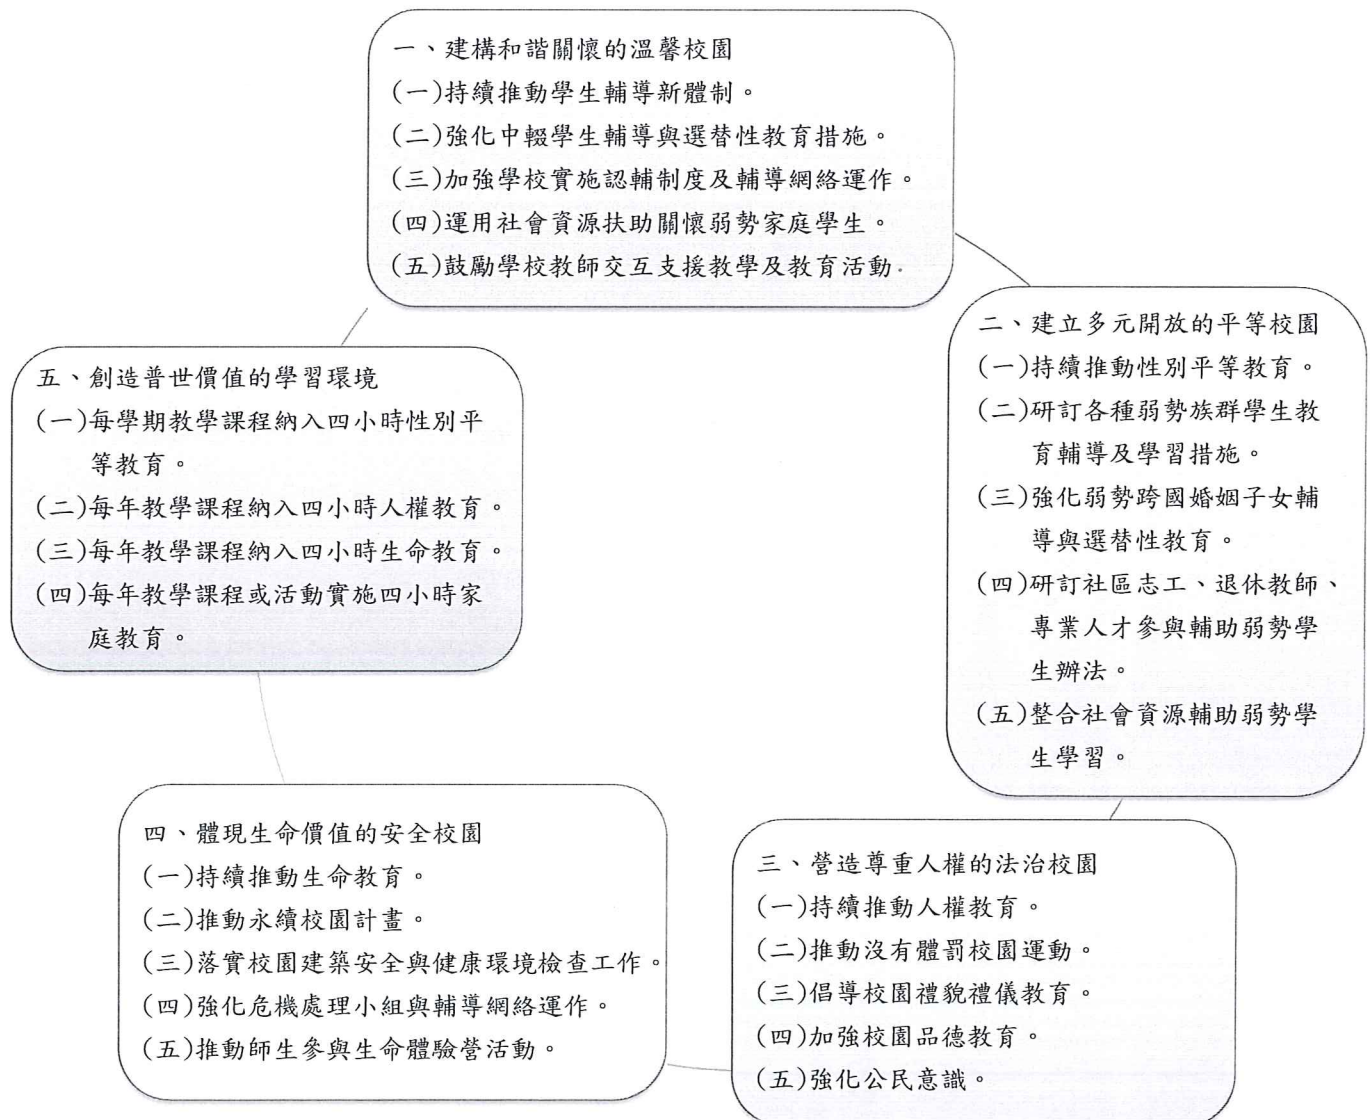 一、建構和諧關懷的溫馨校園
(一)持續推動學生輔導新體制。
(二)強化中輟學生輔導與選替性教育措施。
(三)加強學校實施認輔制度及輔導網絡運作。
(四)運用社會資源扶助關懷弱勢家庭學生。
(五)鼓勵學校教師交互支援教學及教育活動.
二、建立多元開放的平等校園
(一)持續推動性別平等教育。
(二)研訂各種弱勢族群學生教
育輔導及學習措施。
(三)強化弱勢跨國婚姻子女輔
導與選替性教育。
(四)研訂社區志工、退休教師、
專業人才參與輔助弱勢學
生辦法。
(五)整合社會資源輔助弱勢學
生學習。
三、營造尊重人權的法治校園
(一)持續推動人權教育。
(二)推動沒有體罰校園運動。
(三)倡導校園禮貌禮儀教育。
(四)加強校園品德教育。
(五)強化公民意識。
四、體現生命價值的安全校園
(一)持續推動生命教育。
(二)推動永續校園計畫。
(三)落實校園建築安全與健康環境檢查工作。
(四)強化危機處理小組與輔導網絡運作。
(五)推動師生參與生命體驗營活動。
五、創造普世價值的學習環境
(一)每學期教學課程納入四小時性別平
等教育。
(二)每年教學課程納入四小時人權教育。
(三)每年教學課程納入四小時生命教育。
(四)每年教學課程或活動實施四小時家
庭教育。